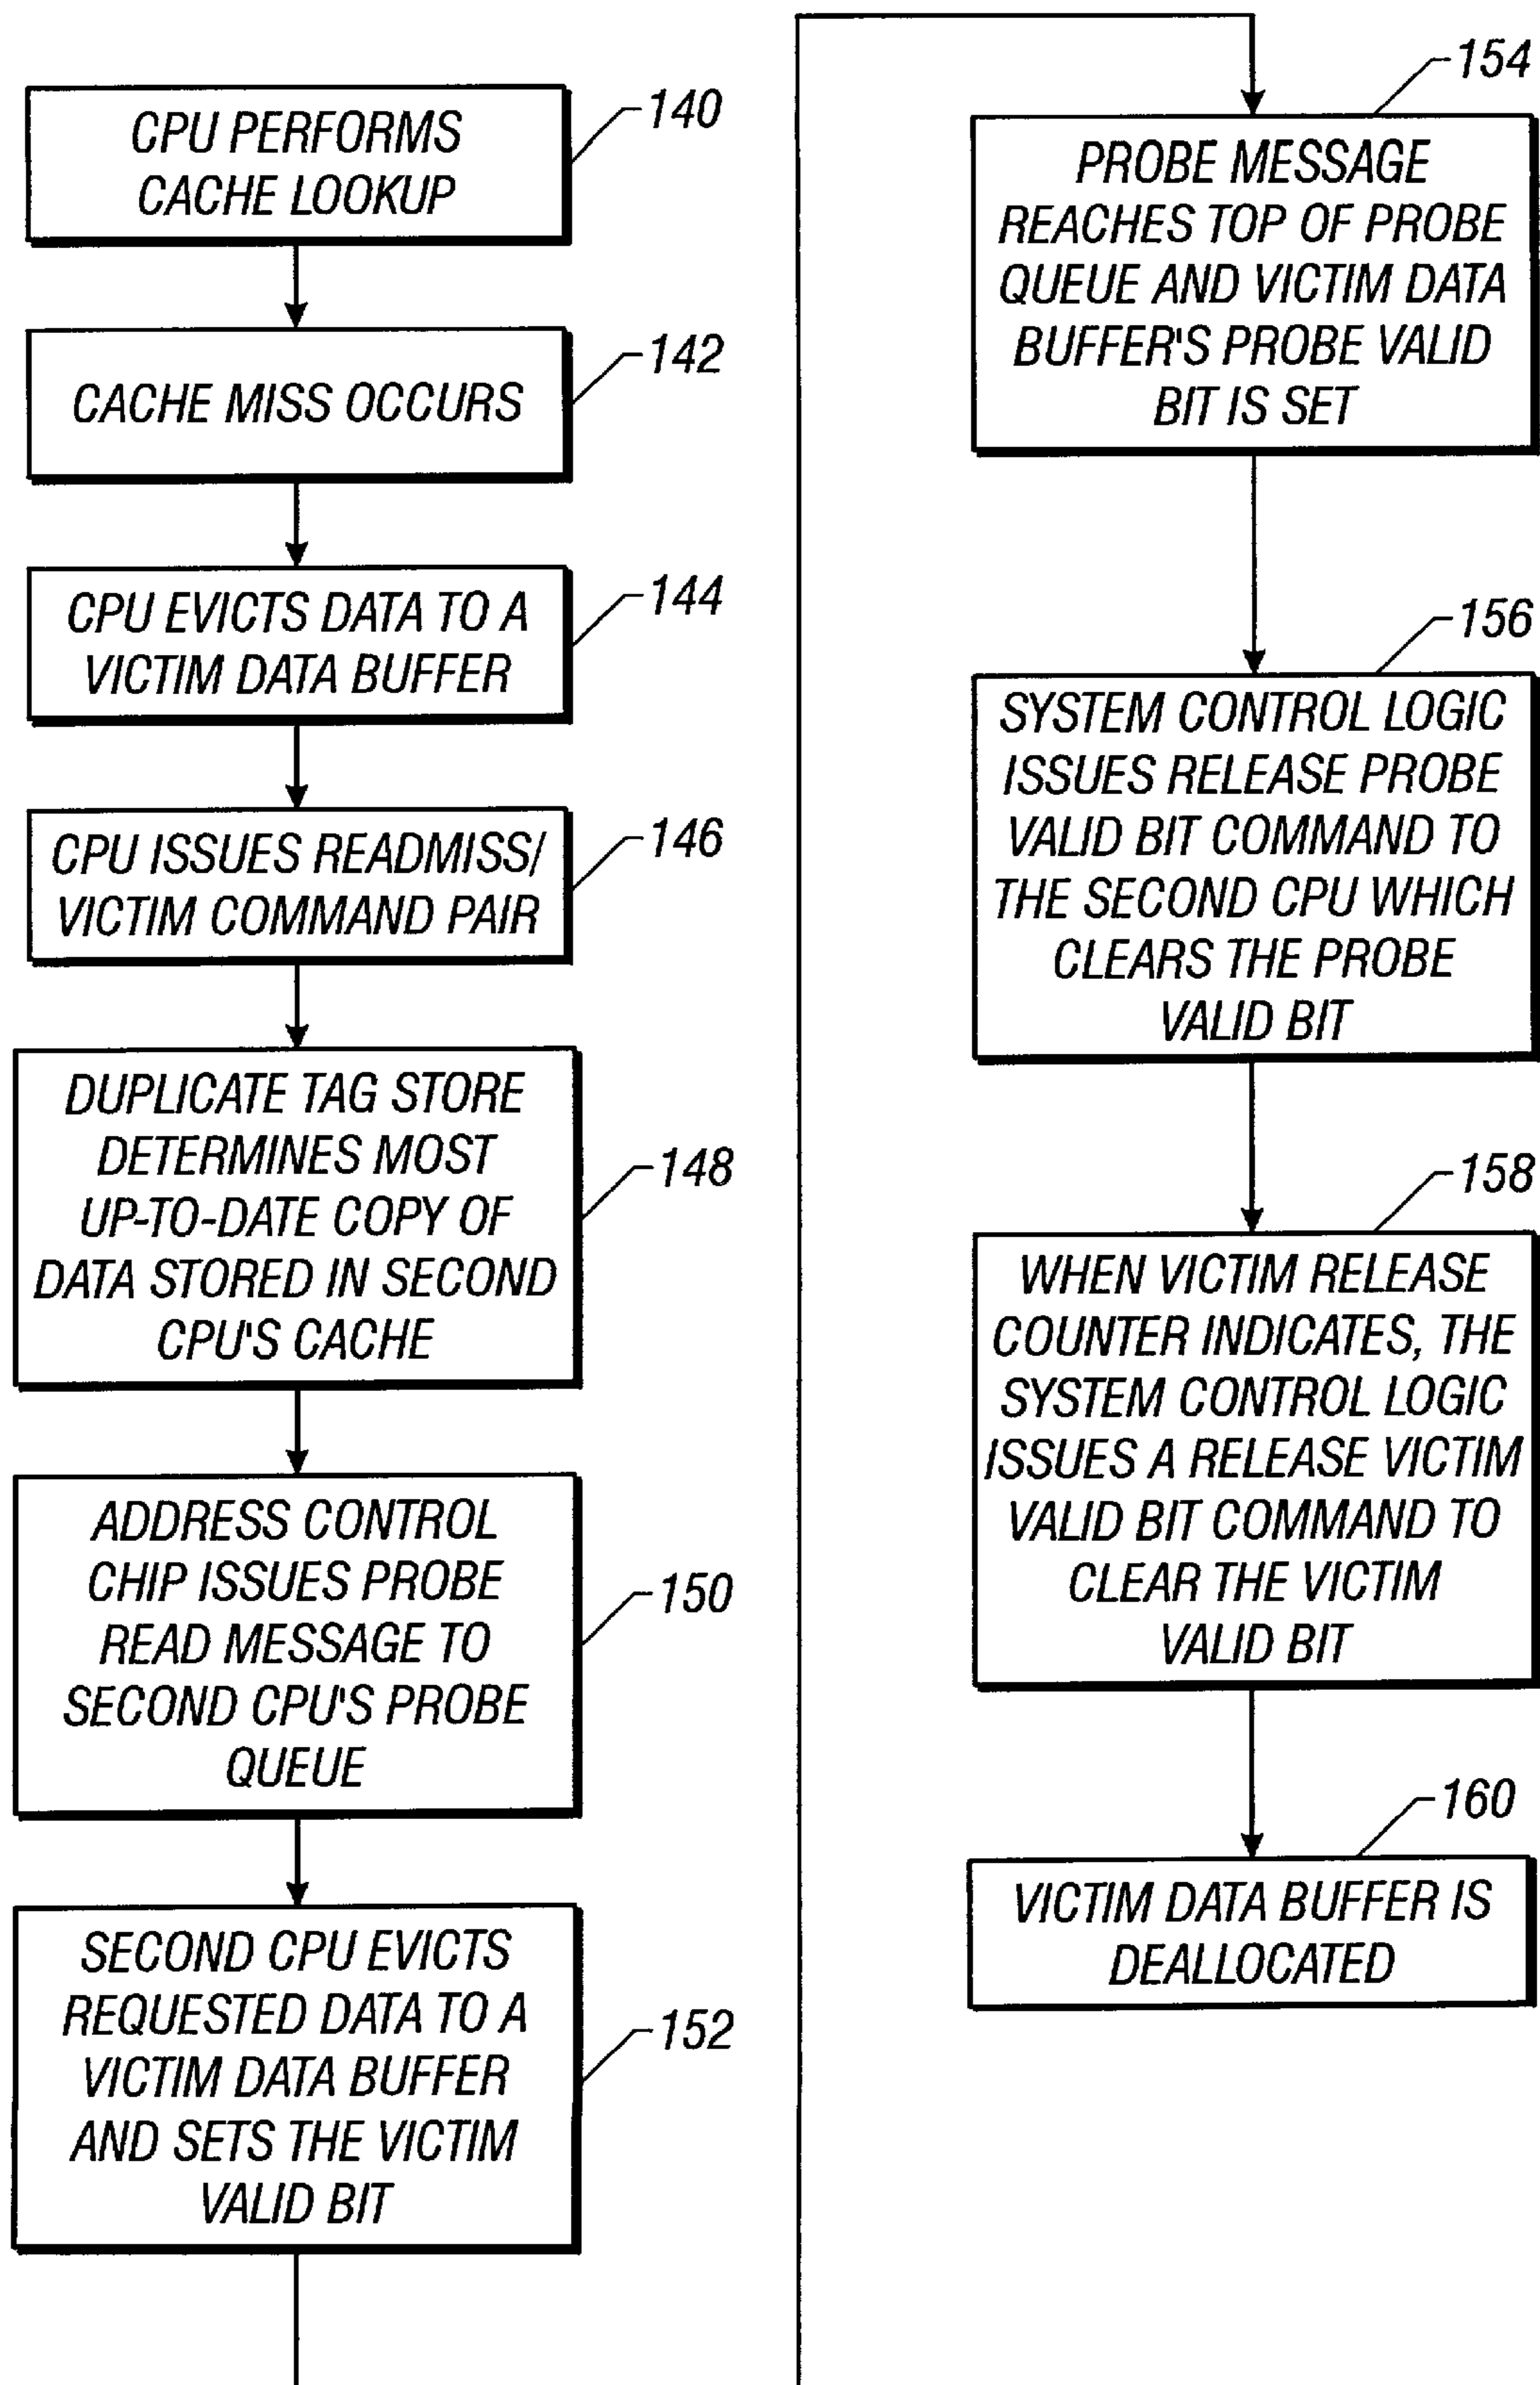 CPU PERFORMS
CACHE LOOKUP
140
CACHE MISS OCCURS
142
CPU EVICTS DATA TO A
VICTIM DATA BUFFER
144
CPU ISSUES READMISS/
VICTIM COMMAND PAIR
146
DUPLICATE TAG STORE
DETERMINES MOST
UP-TO-DATE COPY OF
DATA STORED IN SECOND
CPU'S CACHE
148
ADDRESS CONTROL
CHIP ISSUES PROBE
READ MESSAGE TO
SECOND CPU'S PROBE
QUEUE
150
SECOND CPU EVICTS
REQUESTED DATA TO A
VICTIM DATA BUFFER
AND SETS THE VICTIM
VALID BIT
152
154
PROBE MESSAGE
REACHES TOP OF PROBE
QUEUE AND VICTIM DATA
BUFFER'S PROBE VALID
BIT IS SET
156
SYSTEM CONTROL LOGIC
ISSUES RELEASE PROBE
VALID BIT COMMAND TO
THE SECOND CPU WHICH
CLEARS THE PROBE
VALID BIT
158
WHEN VICTIM RELEASE
COUNTER INDICATES, THE
SYSTEM CONTROL LOGIC
ISSUES A RELEASE VICTIM
VALID BIT COMMAND TO
CLEAR THE VICTIM
VALID BIT
160
VICTIM DATA BUFFER IS
DEALLOCATED